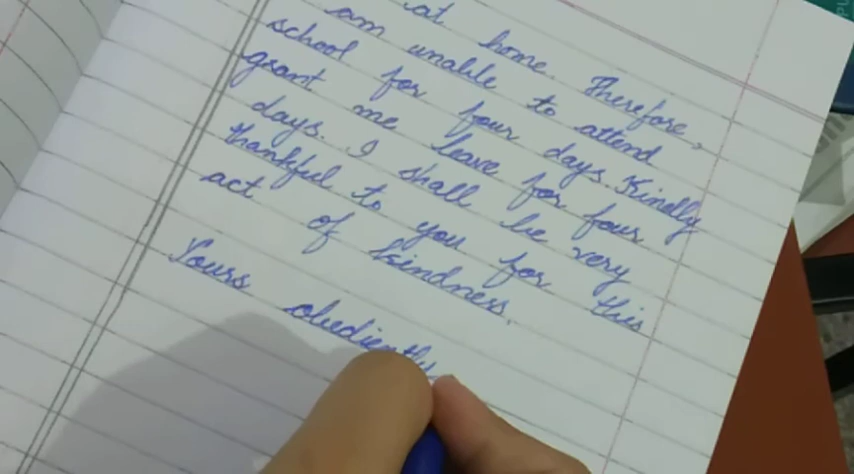 at home. Therefore,
am unable to attend
school for four days. Kindly
grant me leave for four
days. I shall be very
thankful to you for this
act of kindness.
Yours obediently